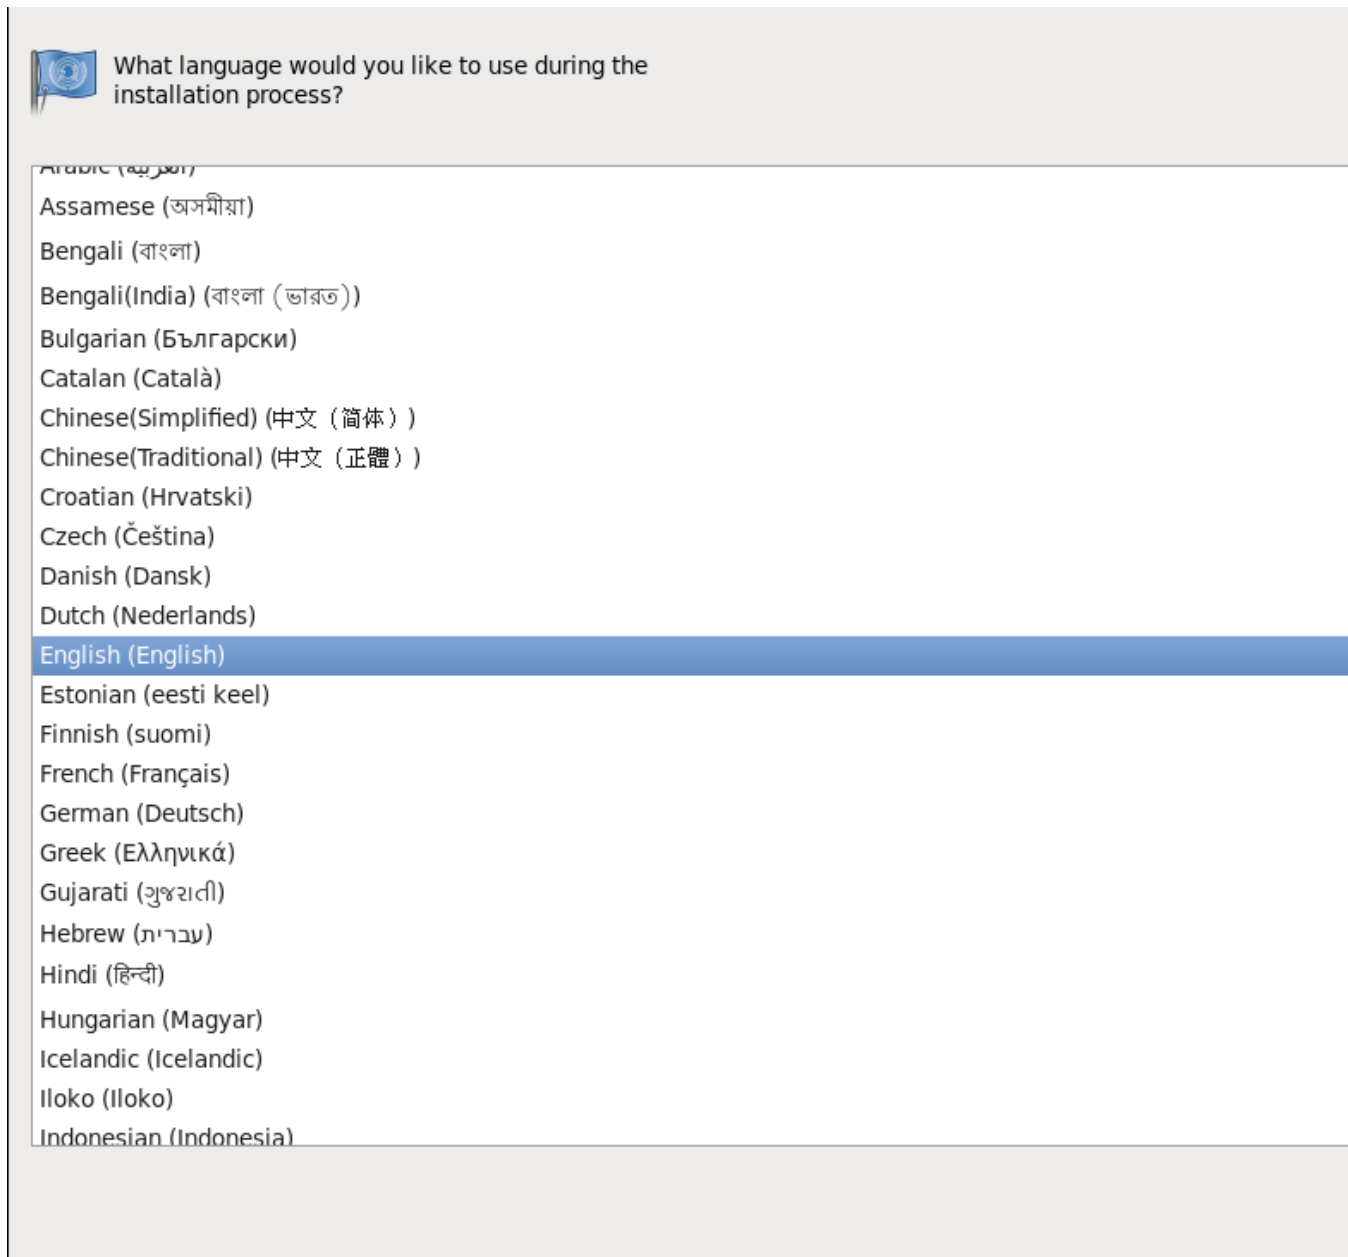 What language would you like to use during the
installation process?
Arabic (العربية)
Assamese (অসমীয়া)
Bengali (বাংলা)
Bengali(India) (বাংলা (ভারত))
Bulgarian (Български)
Catalan (Català)
Chinese(Simplified) (中文（简体）)
Chinese(Traditional) (中文（正體）)
Croatian (Hrvatski)
Czech (Čeština)
Danish (Dansk)
Dutch (Nederlands)
English (English)
Estonian (eesti keel)
Finnish (suomi)
French (Français)
German (Deutsch)
Greek (Ελληνικά)
Gujarati (ગુજરાતી)
Hebrew (עברית)
Hindi (हिन्दी)
Hungarian (Magyar)
Icelandic (Icelandic)
Iloko (Iloko)
Indonesian (Indonesia)